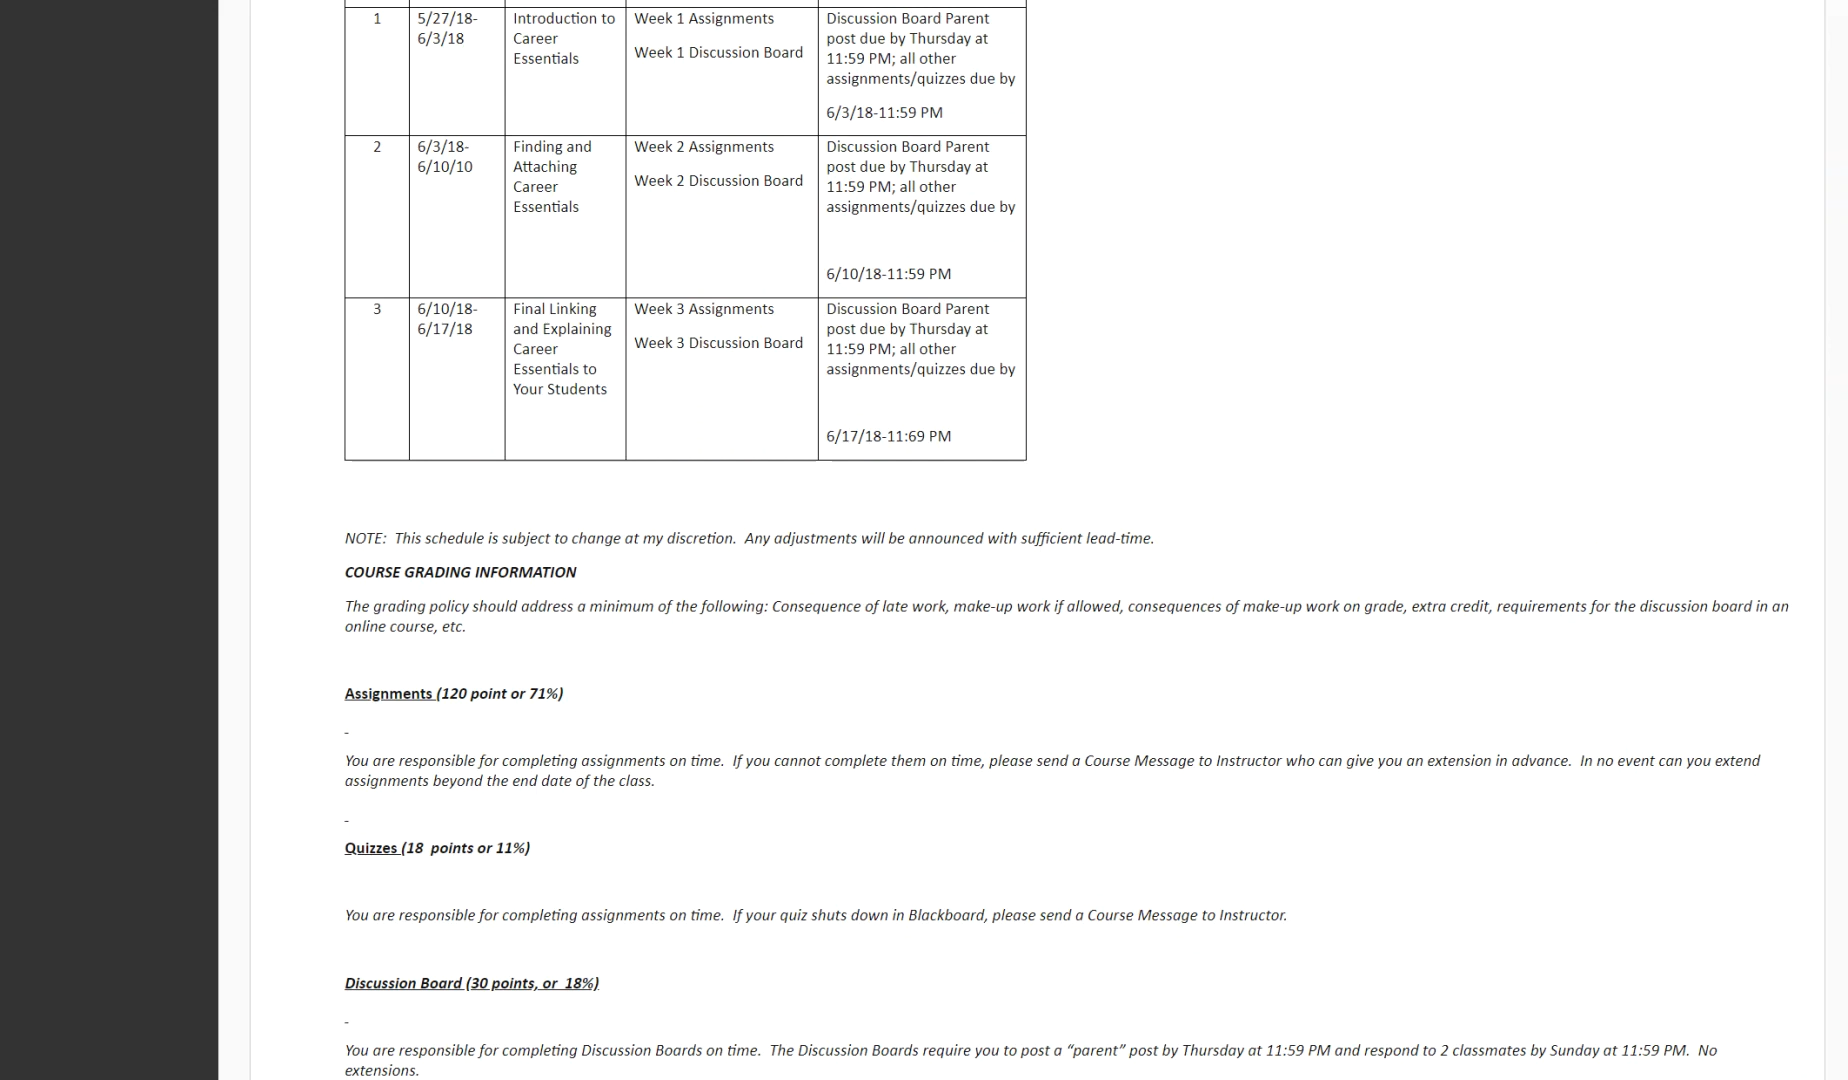 1
5/27/18-
6/3/18
Introduction to
Career
Essentials
Week 1 Assignments
Week 1 Discussion Board
Discussion Board Parent
post due by Thursday at
11:59 PM; all other
assignments/quizzes due by
6/3/18-11:59 PM
2
6/3/18-
6/10/10
Finding and
Attaching
Career
Essentials
Week 2 Assignments
Week 2 Discussion Board
Discussion Board Parent
post due by Thursday at
11:59 PM; all other
assignments/quizzes due by
6/10/18-11:59 PM
3
6/10/18-
6/17/18
Final Linking
and Explaining
Career
Essentials to
Your Students
Week 3 Assignments
Week 3 Discussion Board
Discussion Board Parent
post due by Thursday at
11:59 PM; all other
assignments/quizzes due by
6/17/18-11:69 PM
NOTE:  This schedule is subject to change at my discretion.  Any adjustments will be announced with sufficient lead-time.
COURSE GRADING INFORMATION
The grading policy should address a minimum of the following: Consequence of late work, make-up work if allowed, consequences of make-up work on grade, extra credit, requirements for the discussion board in an
online course, etc.
Assignments (120 point or 71%)
You are responsible for completing assignments on time.  If you cannot complete them on time, please send a Course Message to Instructor who can give you an extension in advance.  In no event can you extend
assignments beyond the end date of the class.
Quizzes (18  points or 11%)
You are responsible for completing assignments on time.  If your quiz shuts down in Blackboard, please send a Course Message to Instructor.
Discussion Board (30 points, or  18%)
You are responsible for completing Discussion Boards on time.  The Discussion Boards require you to post a “parent” post by Thursday at 11:59 PM and respond to 2 classmates by Sunday at 11:59 PM.  No
extensions.